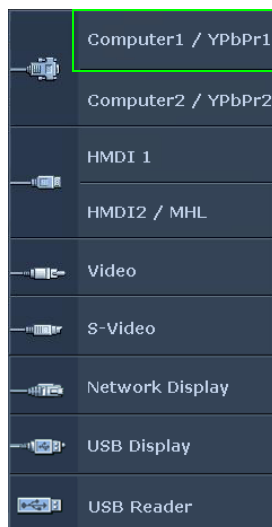 Computer1 / YPbPr1
Computer2 / YPbPr2
HMDI 1
HMDI2 / MHL
Video
S-Video
Network Display
USB Display
USB Reader